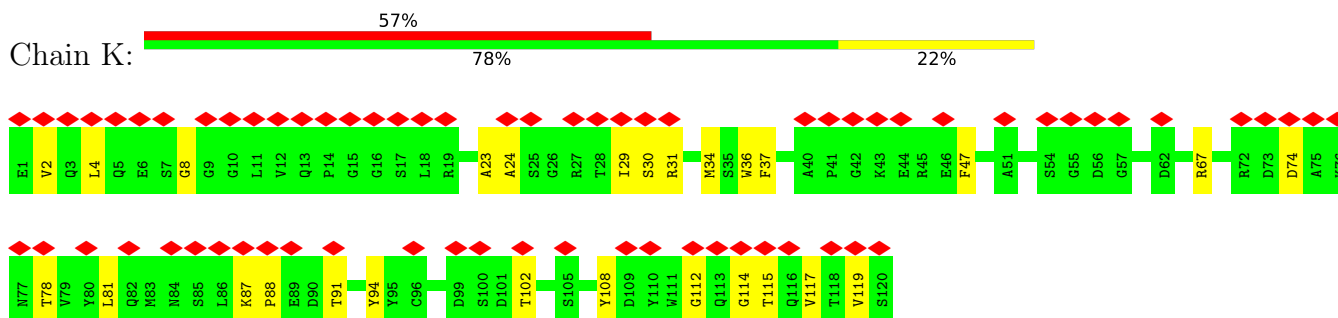 57%
Chain K:
78% 22%
E1 V2 Q3 L4 Q5 E6 S7 G8 G9 G10 L11 V12 Q13 P14 G15 G16 S17 L18 R19 A23 A24 S25 G26 R27 T28 I29 S30 R31 M34 S35 W36 F37 A40 P41 G42 K43 E44 R45 E46 F47 A51 S54 G55 D56 G57 D62 R67 R72 D73 D74 A75 K76
N77 T78 V79 Y80 L81 Q82 M83 N84 S85 L86 K87 P88 E89 D90 T91 Y94 Y95 C96 D99 S100 D101 T102 S105 Y108 D109 Y110 W111 G112 Q113 G114 T115 Q116 V117 T118 V119 S120